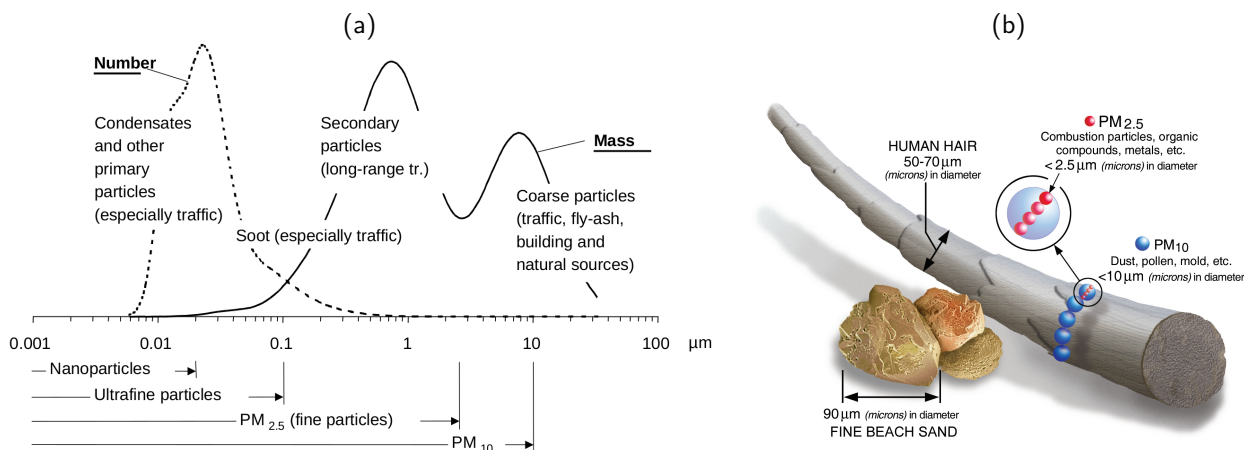 (a)
Number
Condensates
and other
primary
particles
(especially traffic)
Secondary
particles
(long-range tr.)
Mass
Coarse particles
(traffic, fly-ash,
building and
natural sources)
Soot (especially traffic)
0.001 0.01 0.1 1 10 100 µm
Nanoparticles
Ultrafine particles
PM 2.5 (fine particles)
PM 10
(b)
HUMAN HAIR
50-70µm
(microns) in diameter
PM2.5
Combustion particles, organic
compounds, metals, etc.
<2.5µm (microns) in diameter
PM10
Dust, pollen, mold, etc.
<10µm (microns) in diameter
90µm (microns) in diameter
FINE BEACH SAND